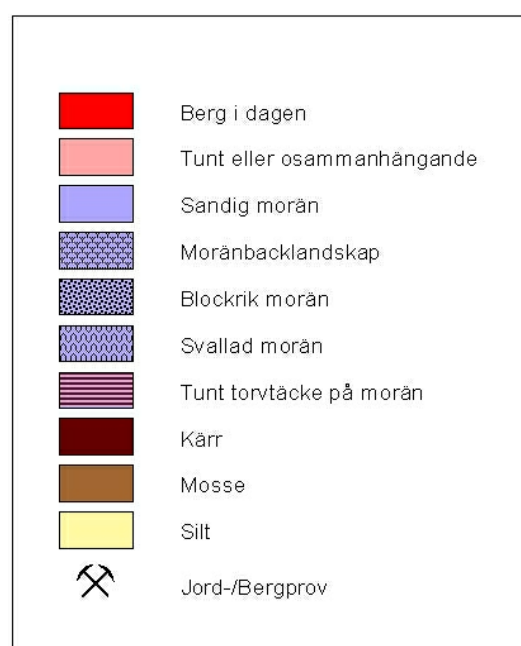 Berg i dagen
Tunt eller osammanhängande
Sandig morän
Moränbacklandskap
Blockrik morän
Svallad morän
Tunt torvtäcke på morän
Kärr
Mosse
Silt
Jord-/Bergprov